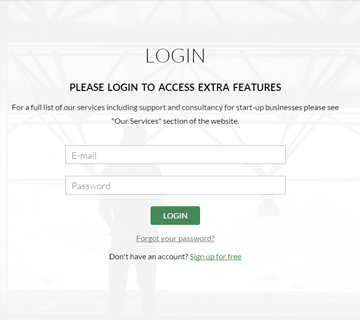 LOGIN
PLEASE LOGIN TO ACCESS EXTRA FEATURES
For a full list of our services including support and consultancy for start-up businesses please see
"Our Services" section of the website.
E-mail
Password
LOGIN
Forgot your password?
Don't have an account? Sign up for free